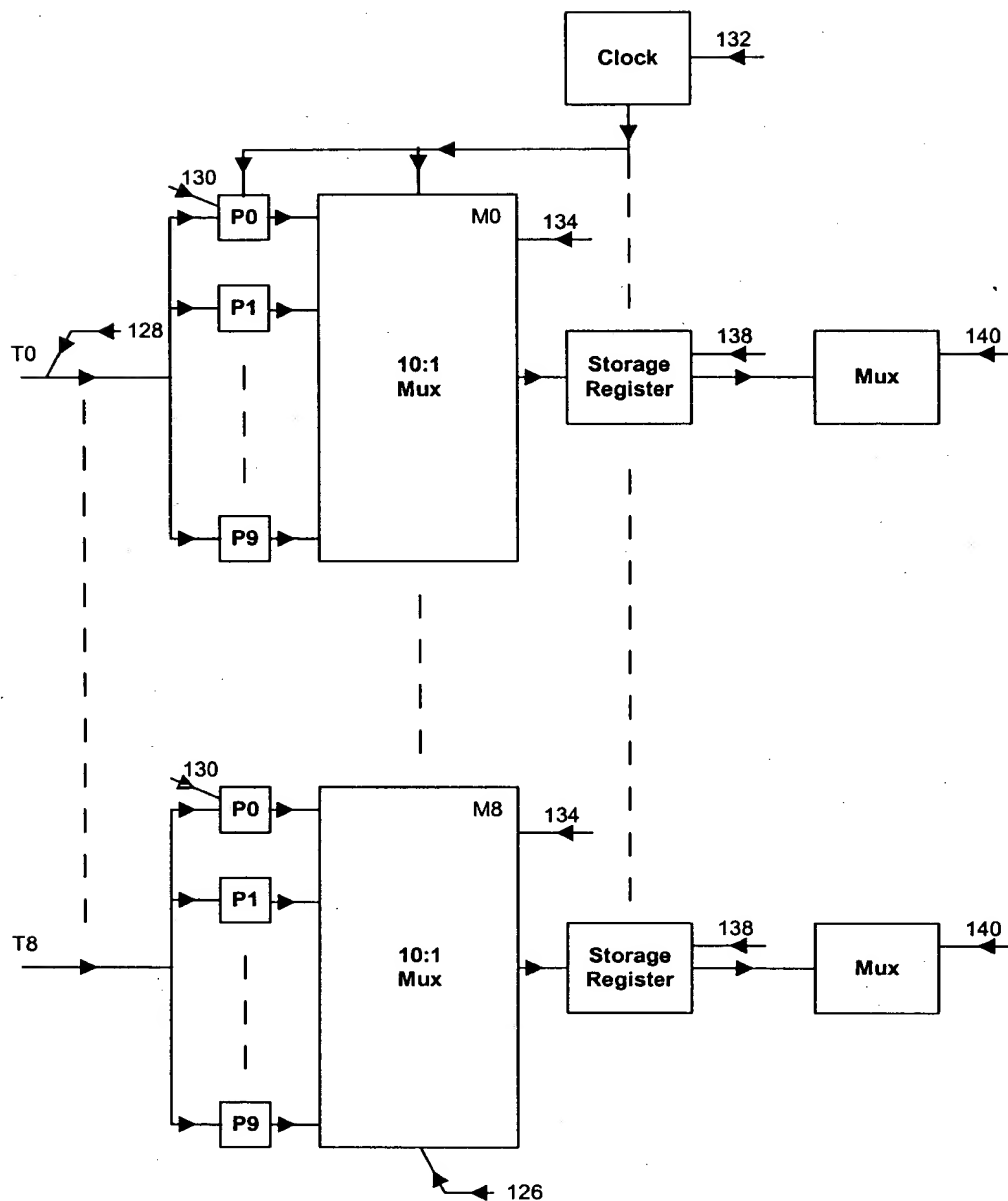 132
Clock
130
P0
M0
134
P1
128
T0
10:1
Mux
138
Storage
Register
140
Mux
P9
130
P0
M8
134
P1
138
140
T8
10:1
Mux
Storage
Register
Mux
P9
126